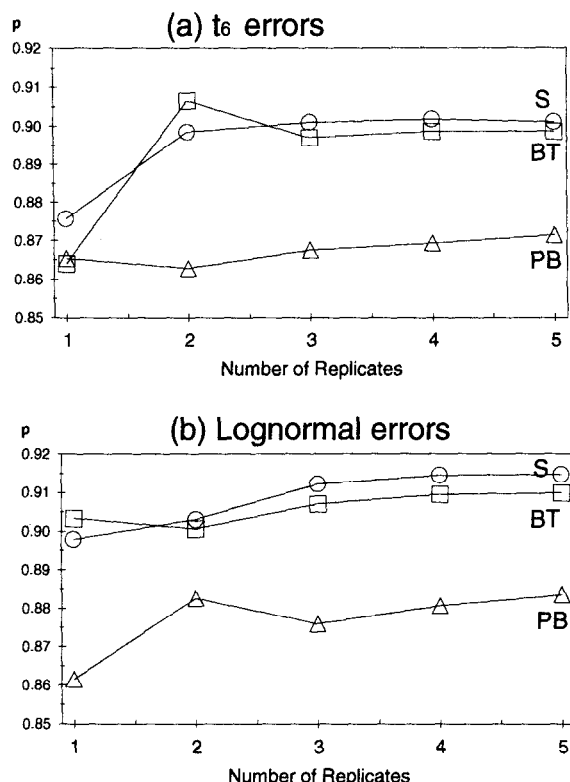 (a) t6 errors
p
0.92
0.91
0.90
0.89
0.88
0.87
0.86
0.85
S
BT
PB
1 2 3 4 5
Number of Replicates
(b) Lognormal errors
p
0.92
0.91
0.90
0.89
0.88
0.87
0.86
0.85
S
BT
PB
1 2 3 4 5
Number of Replicates